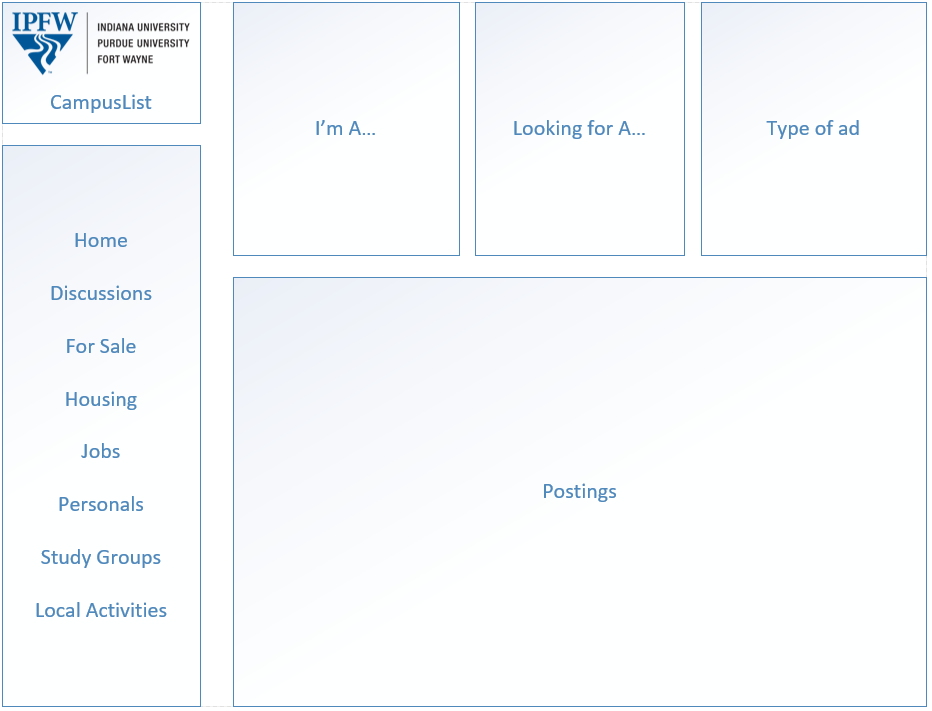 IPFW
INDIANA UNIVERSITY
PURDUE UNIVERSITY
FORT WAYNE
CampusList
Home
Discussions
For Sale
Housing
Jobs
Personals
Study Groups
Local Activities
I’m A...
Looking for A...
Type of ad
Postings